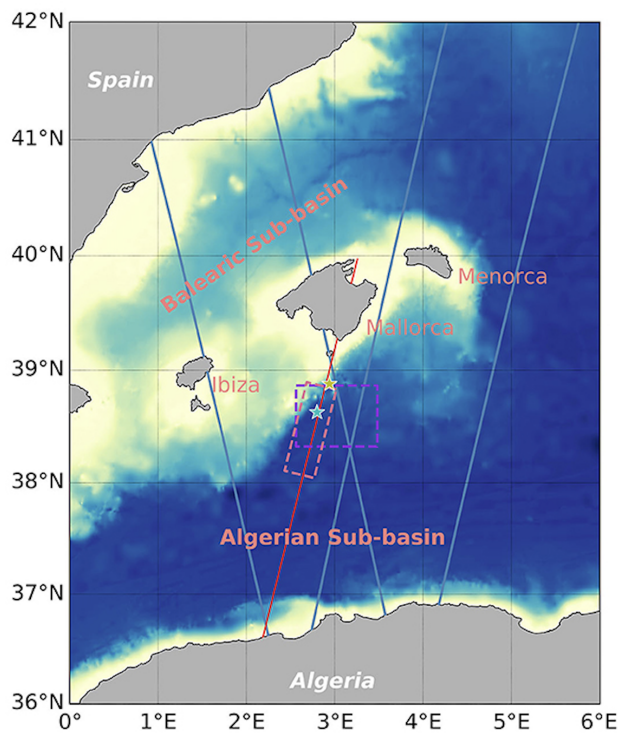 42°N
Spain
41°N
Balearic Sub-basin
40°N
Menorca
Mallorca
39°N
Ibiza
38°N
Algerian Sub-basin
37°N
Algeria
36°N
0° 1°E 2°E 3°E 4°E 5°E 6°E